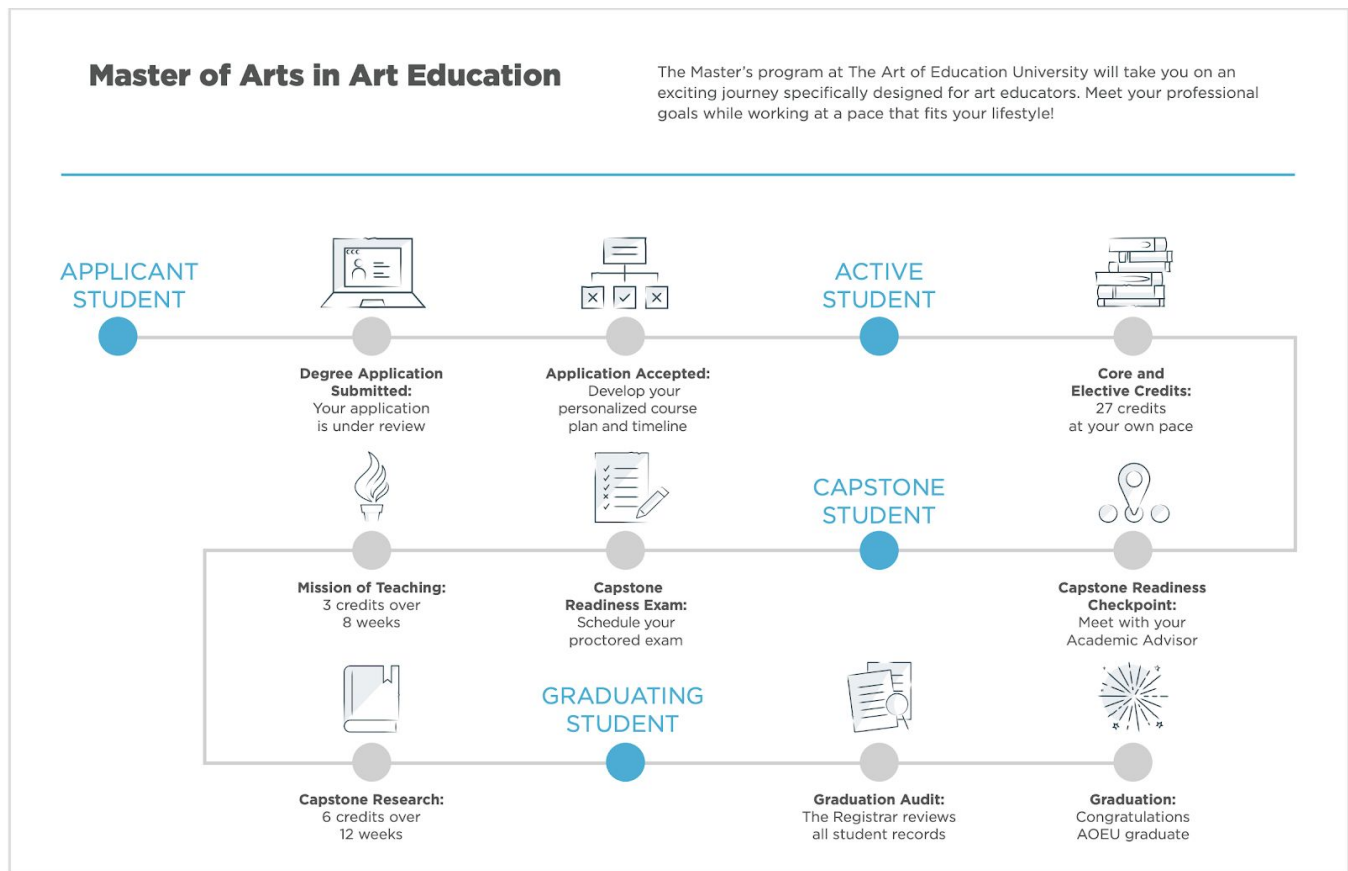 Master of Arts in Art Education
The Master's program at The Art of Education University will take you on an
exciting journey specifically designed for art educators. Meet your professional
goals while working at a pace that fits your lifestyle!
APPLICANT
STUDENT
Degree Application
Submitted:
Your application
is under review
Application Accepted:
Develop your
personalized course
plan and timeline
ACTIVE
STUDENT
Core and
Elective Credits:
27 credits
at your own pace
Capstone Readiness
Checkpoint:
Meet with your
Academic Advisor
CAPSTONE
STUDENT
Capstone
Readiness Exam:
Schedule your
proctored exam
Mission of Teaching:
3 credits over
8 weeks
Capstone Research:
6 credits over
12 weeks
GRADUATING
STUDENT
Graduation Audit:
The Registrar reviews
all student records
Graduation:
Congratulations
AOEU graduate